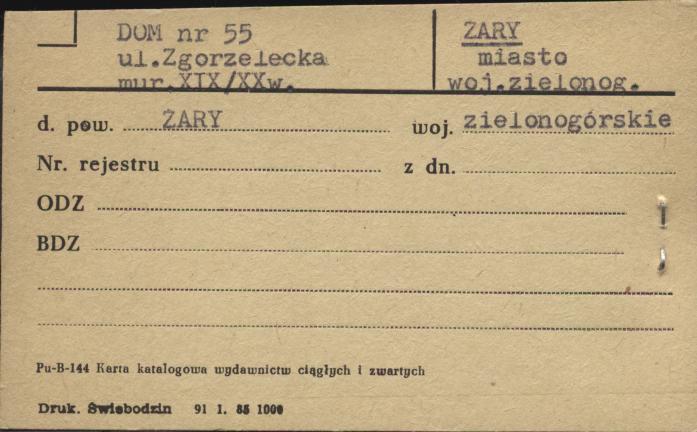 DOM nr 55
ul.Zgorzelecka
mur.XIX/XXw.
ŻARY
miasto
woj.zielonog.
d. pow. ŻARY woj. zielonogórskie
Nr. rejestru z dn.
ODZ
BDZ
Pu-B-144 Karta katalogowa wydawnictw ciągłych i zwartych
Druk. Świebodzin 91 I. 85 1000